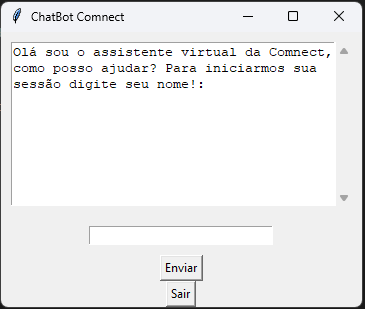 ChatBot Comnect
Olá sou o assistente virtual da Comnect,
como posso ajudar? Para iniciarmos sua
sessão digite seu nome!:
Enviar
Sair